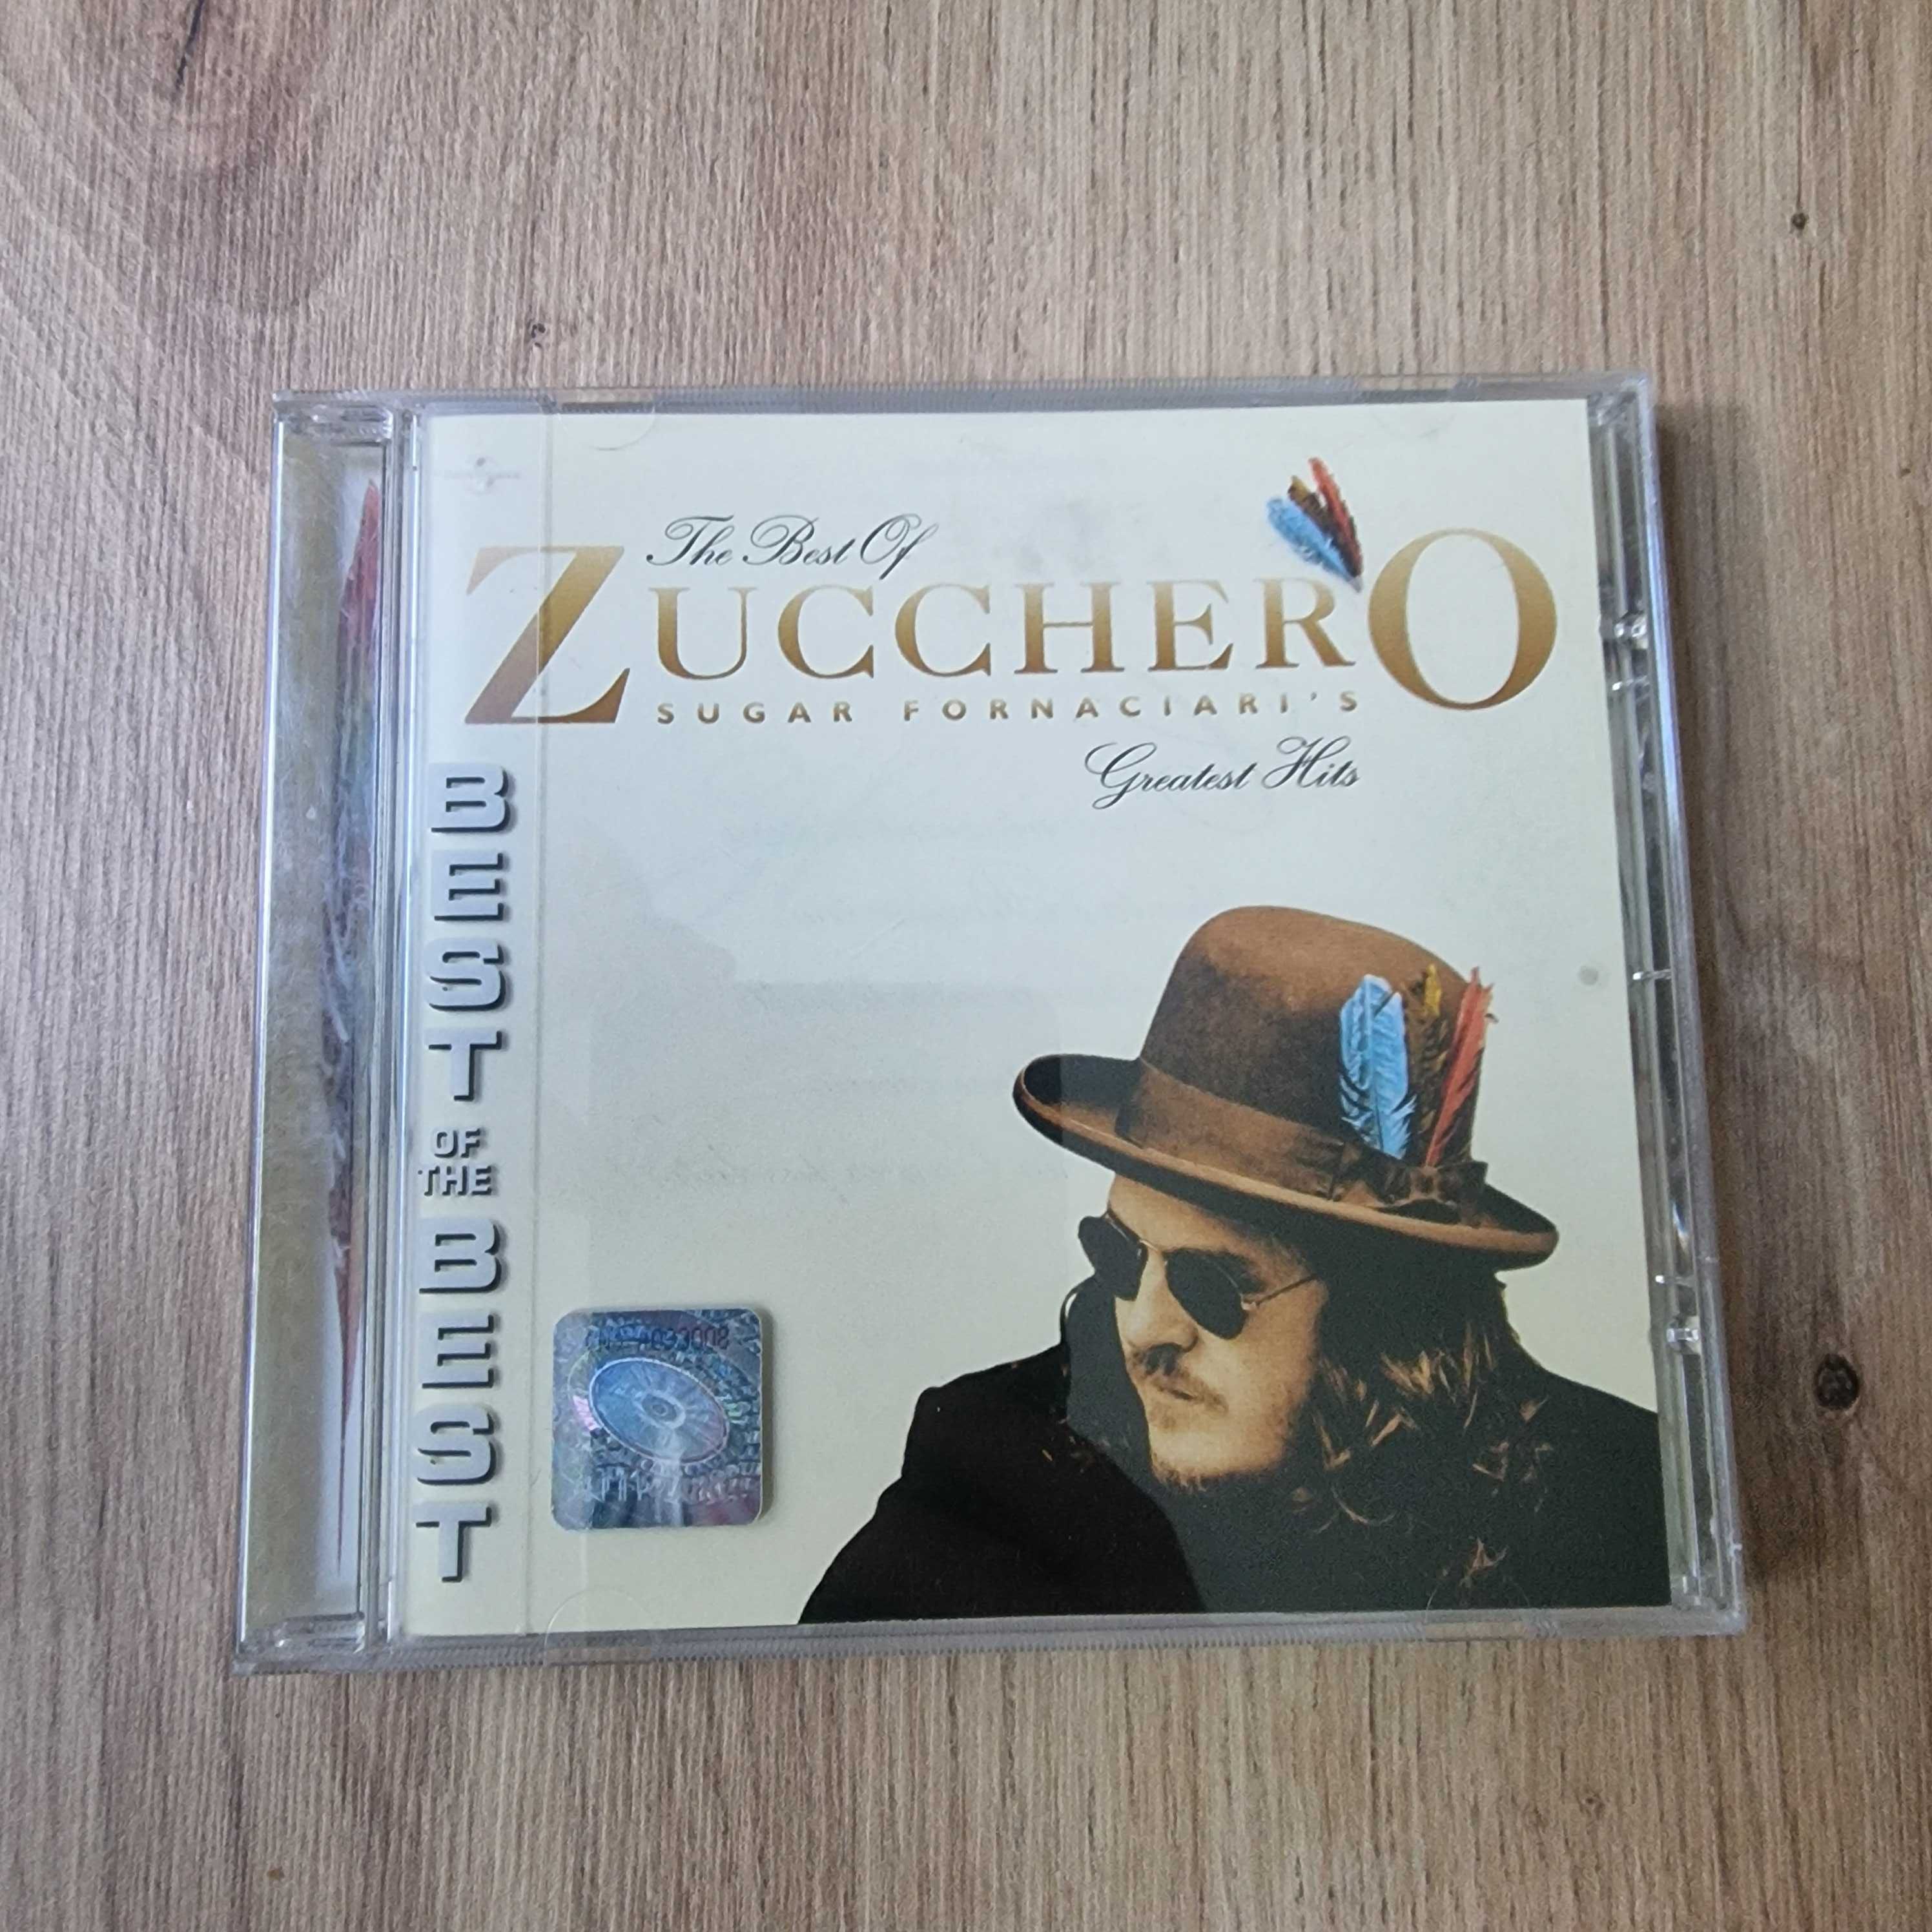 The Best Of
ZUCCHERO
SUGAR FORNACIARI'S
Greatest Hits
BEST
OF
THE
BEST